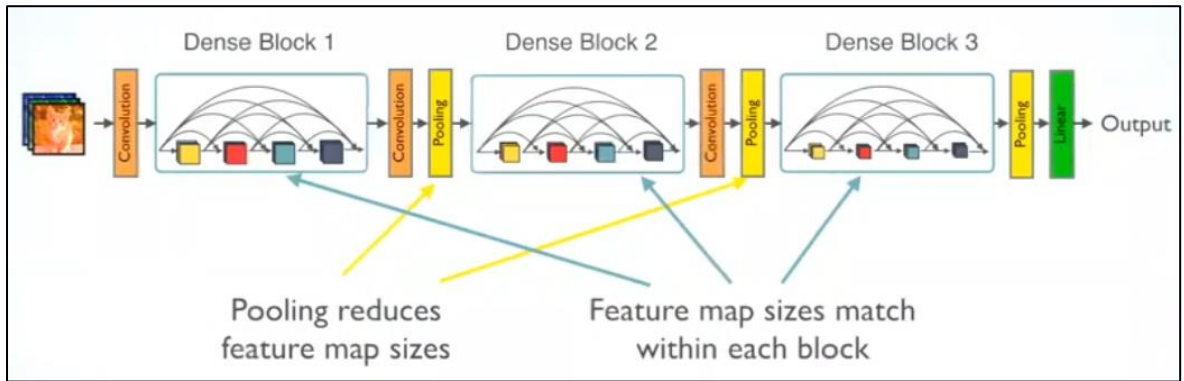 Dense Block 1
Dense Block 2
Dense Block 3
Convolution
Convolution
Pooling
Convolution
Pooling
Pooling
Linear
Output
Pooling reduces
feature map sizes
Feature map sizes match
within each block